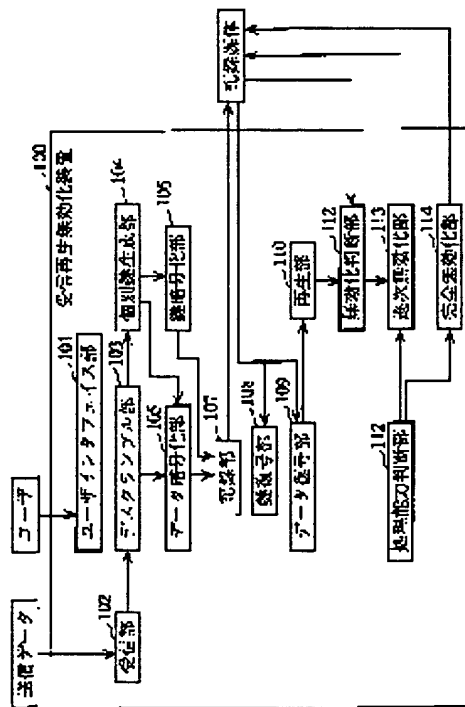 送信データ
ユーザ
100
受信再生無効化装置
101
ユーザインタフェイス部
102
受信部
103
デスクランブル部
104
個別鍵生成部
105
鍵暗号化部
106
データ暗号化部
107
記録部
記録媒体
108
鍵復号部
109
データ復号部
110
再生部
112
無効化判断部
113
逐次無効化部
114
完全無効化部
112
処理能力判断部